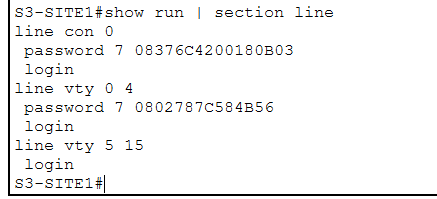 S3-SITE1#show run | section line
line con 0
password 7 08376C4200180B03
login
line vty 0 4
password 7 0802787C584B56
login
line vty 5 15
login
S3-SITE1#